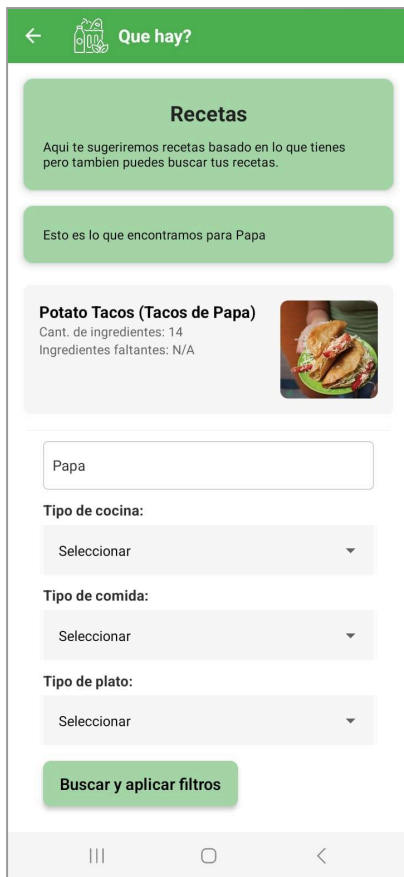 Que hay?
Recetas
Aqui te sugeriremos recetas basado en lo que tienes
pero tambien puedes buscar tus recetas.
Esto es lo que encontramos para Papa
Potato Tacos (Tacos de Papa)
Cant. de ingredientes: 14
Ingredientes faltantes: N/A
Papa
Tipo de cocina:
Seleccionar
Tipo de comida:
Seleccionar
Tipo de plato:
Seleccionar
Buscar y aplicar filtros